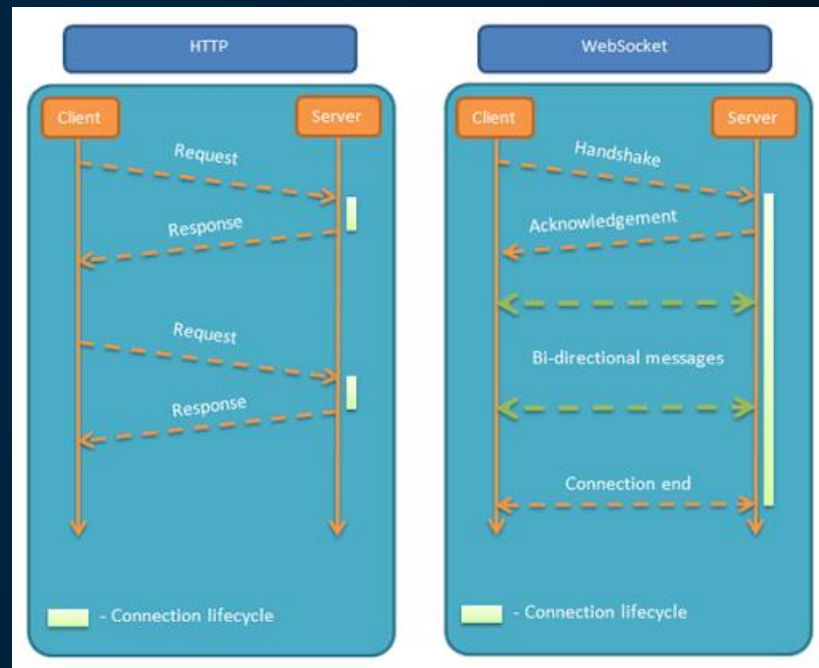 HTTP
Client
Server
Request
Response
Request
Response
- Connection lifecycle
WebSocket
Client
Server
Handshake
Acknowledgement
Bi-directional messages
Connection end
- Connection lifecycle